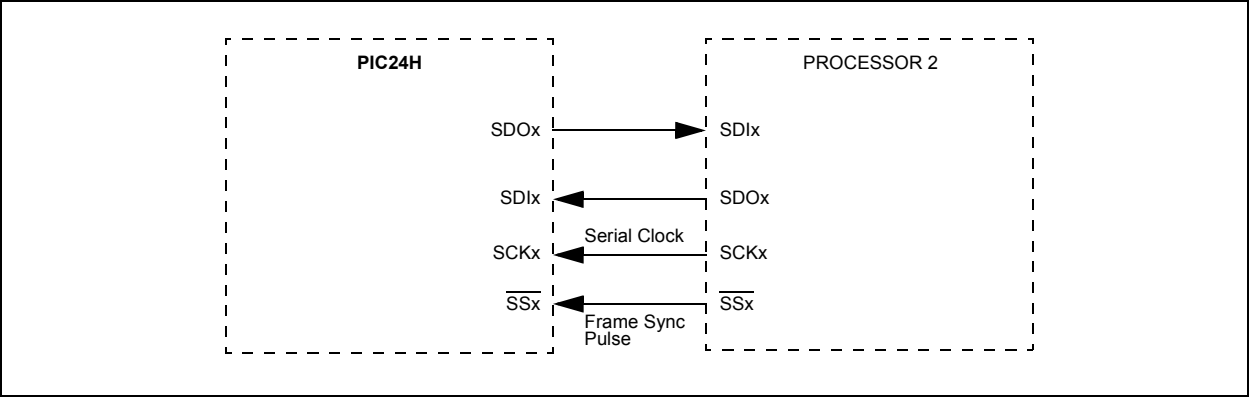 PIC24H
PROCESSOR 2
SDOx
SDIx
SDIx
SDOx
Serial Clock
SCKx
SCKx
SSx
SSx
Frame Sync
Pulse